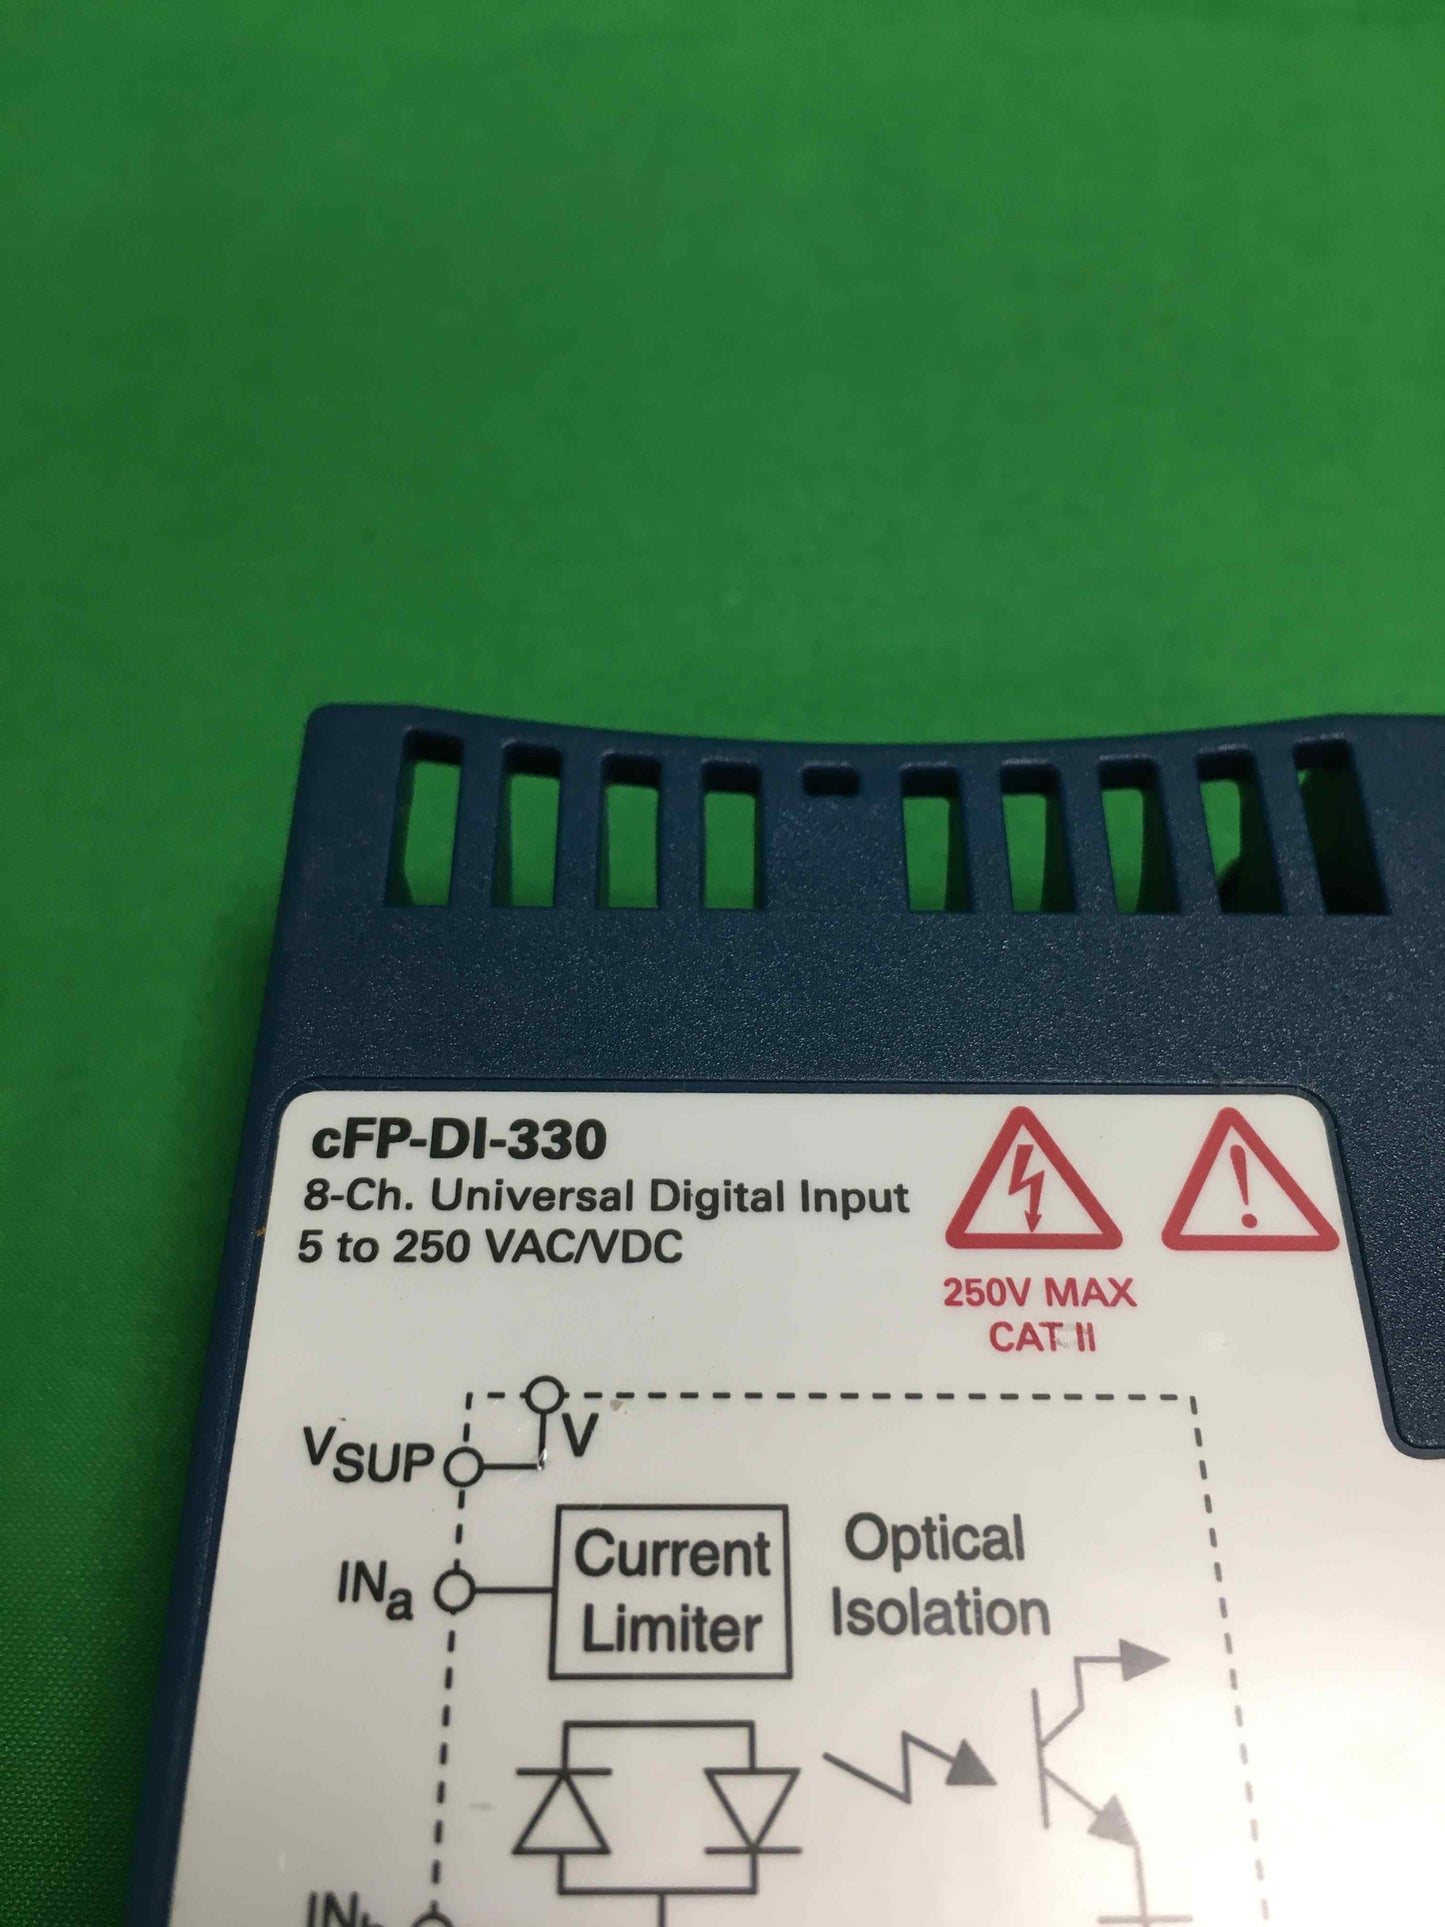 cFP-DI-330
8-Ch. Universal Digital Input
5 to 250 VAC/VDC
250V MAX
CAT II
V
VSUP
Current
Limiter
Optical
Isolation
INa
INb